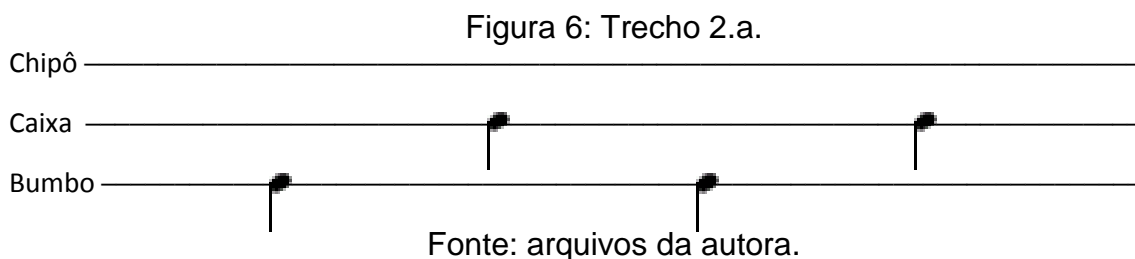 Figura 6: Trecho 2.a.
Chipô
Caixa
Bumbo
Fonte: arquivos da autora.